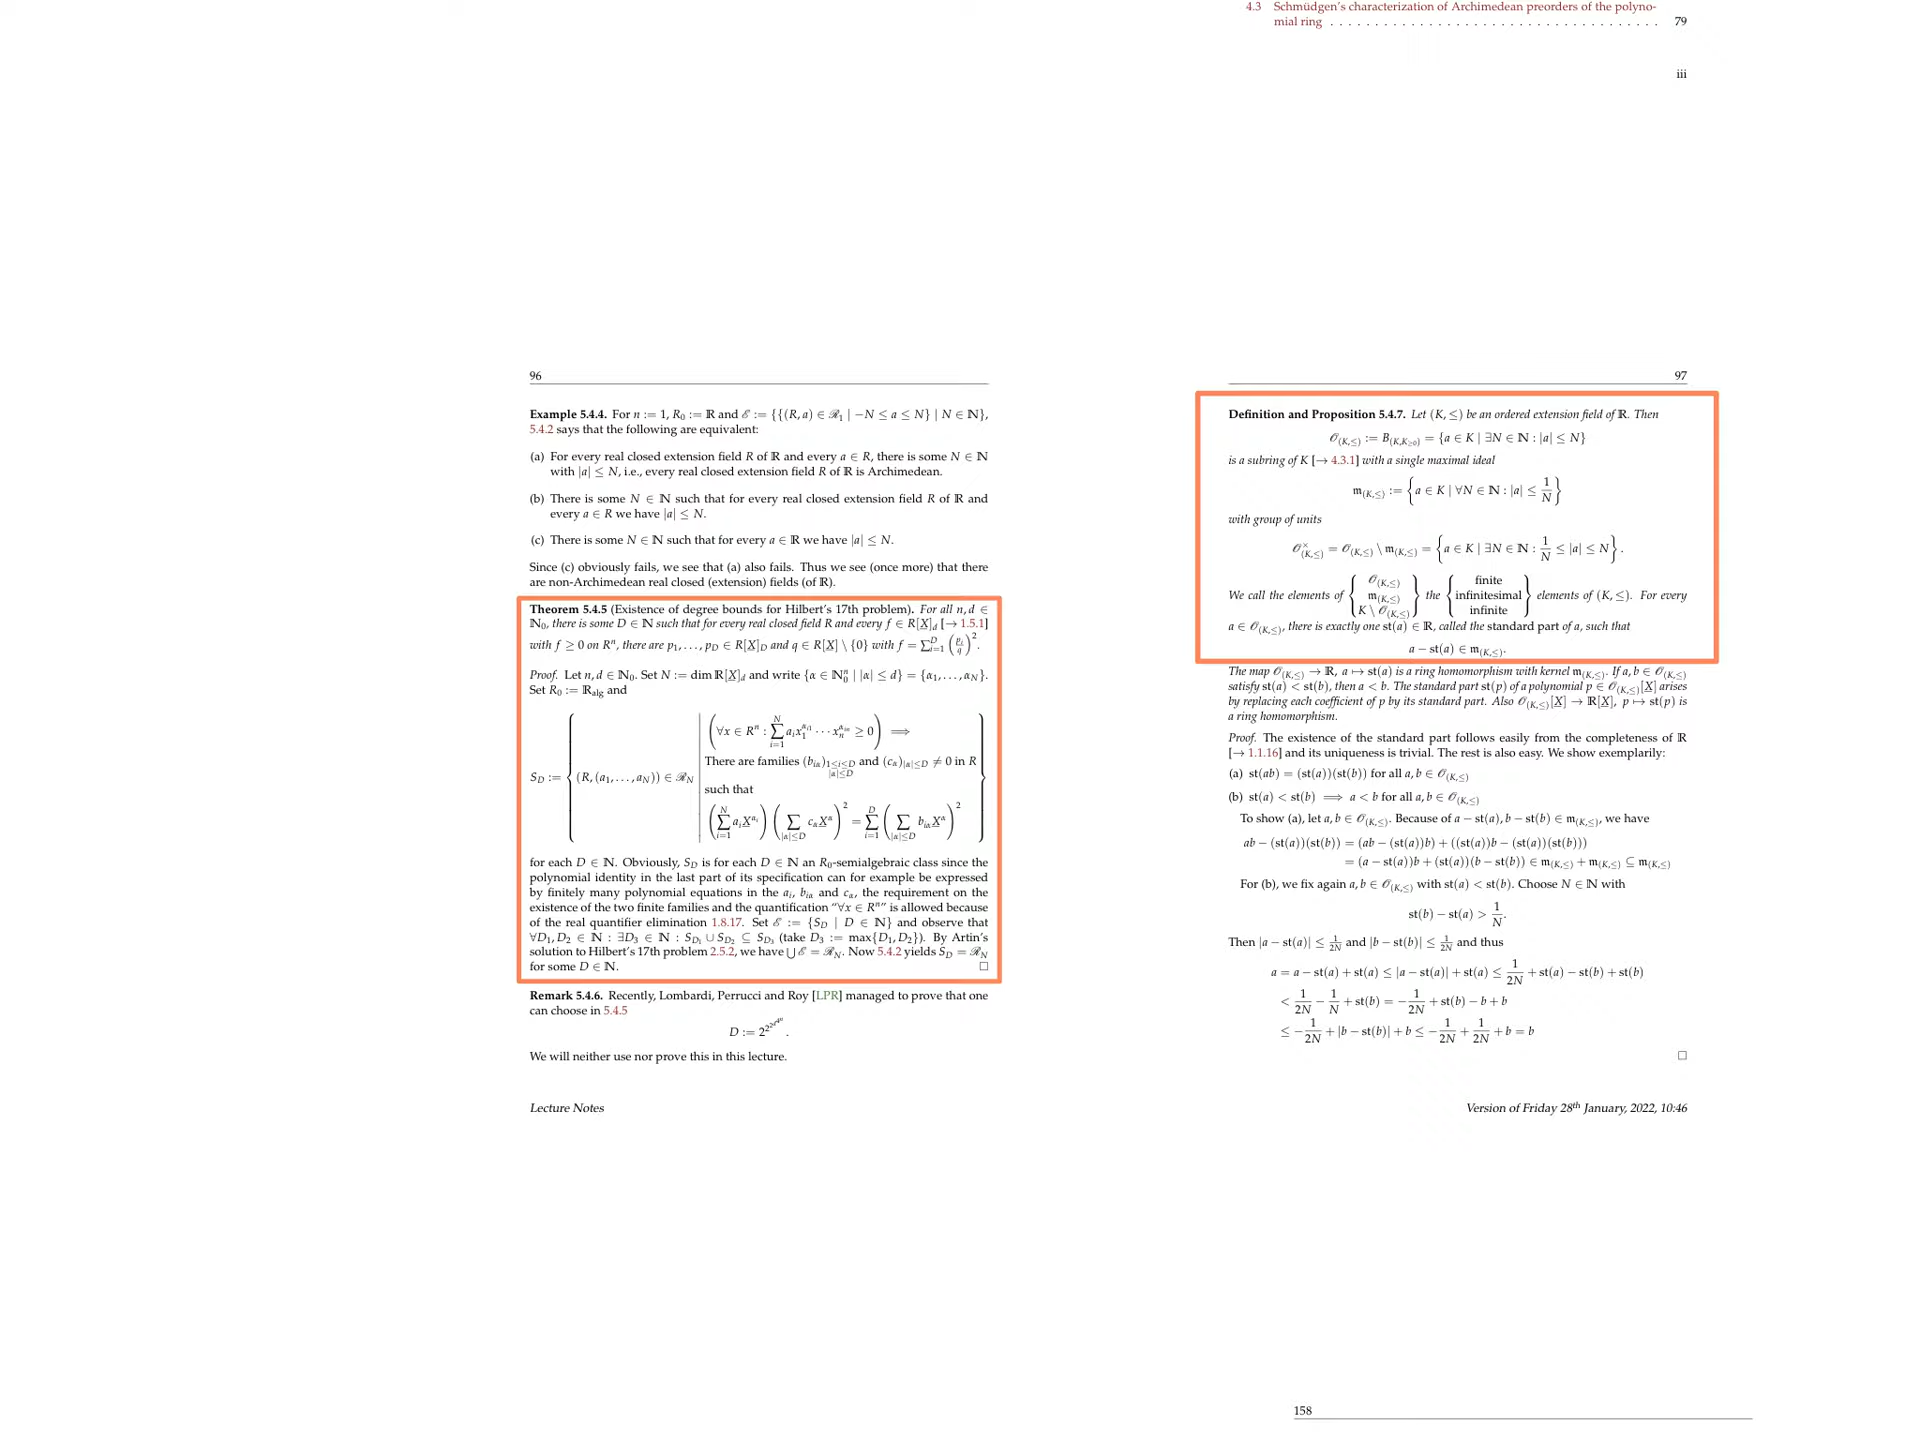 4.3 Schmüdgen's characterization of Archimedean preorders of the polyno-
mial ring . . . . . . . . . . . . . . . . . . . . . . . . . . . . . . . . . . . . . 79
iii
96
Example 5.4.4. For n := 1, R₀ := ℝ and ℰ := {{(R, a) ∈ ℛ₁ | −N ≤ a ≤ N} | N ∈ ℕ},
5.4.2 says that the following are equivalent:
(a) For every real closed extension field R of ℝ and every a ∈ R, there is some N ∈ ℕ
with |a| ≤ N, i.e., every real closed extension field R of ℝ is Archimedean.
(b) There is some N ∈ ℕ such that for every real closed extension field R of ℝ and
every a ∈ R we have |a| ≤ N.
(c) There is some N ∈ ℕ such that for every a ∈ ℝ we have |a| ≤ N.
Since (c) obviously fails, we see that (a) also fails. Thus we see (once more) that there
are non-Archimedean real closed (extension) fields (of ℝ).
Theorem 5.4.5 (Existence of degree bounds for Hilbert's 17th problem). For all n, d ∈
ℕ₀, there is some D ∈ ℕ such that for every real closed field R and every f ∈ R[X]_d [→ 1.5.1]
with f ≥ 0 on Rⁿ, there are p₁, . . . , p_D ∈ R[X]_D and q ∈ R[X] \ {0} with f = ∑_{i=1}^D (p_i/q)².
Proof. Let n, d ∈ ℕ₀. Set N := dim ℝ[X]_d and write {α ∈ ℕ₀ⁿ | |α| ≤ d} = {α₁, . . . , α_N}.
Set R₀ := ℝ_alg and
S_D := { (R, (a₁, . . . , a_N)) ∈ ℛ_N | (∀x ∈ Rⁿ : ∑_{i=1}^N a_i x₁^{α_{i1}} · · · x_n^{α_{in}} ≥ 0) ⟹
There are families (b_{iα})_{1≤i≤D, |α|≤D} and (c_α)_{|α|≤D} ≠ 0 in R
such that
(∑_{i=1}^N a_i X^{α_i}) (∑_{|α|≤D} c_α X^α)² = ∑_{i=1}^D (∑_{|α|≤D} b_{iα} X^α)² }
for each D ∈ ℕ. Obviously, S_D is for each D ∈ ℕ an R₀-semialgebraic class since the
polynomial identity in the last part of its specification can for example be expressed
by finitely many polynomial equations in the a_i, b_{iα} and c_α, the requirement on the
existence of the two finite families and the quantification "∀x ∈ Rⁿ" is allowed because
of the real quantifier elimination 1.8.17. Set ℰ := {S_D | D ∈ ℕ} and observe that
∀D₁, D₂ ∈ ℕ : ∃D₃ ∈ ℕ : S_{D₁} ∪ S_{D₂} ⊆ S_{D₃} (take D₃ := max{D₁, D₂}). By Artin's
solution to Hilbert's 17th problem 2.5.2, we have ⋃ℰ = ℛ_N. Now 5.4.2 yields S_D = ℛ_N
for some D ∈ ℕ. □
Remark 5.4.6. Recently, Lombardi, Perrucci and Roy [LPR] managed to prove that one
can choose in 5.4.5
D := 2^{2^{2^{d^{4^n}}}}.
We will neither use nor prove this in this lecture.
Lecture Notes
97
Definition and Proposition 5.4.7. Let (K, ≤) be an ordered extension field of ℝ. Then
𝒪_{(K,≤)} := B_{(K,K_{≥0})} = {a ∈ K | ∃N ∈ ℕ : |a| ≤ N}
is a subring of K [→ 4.3.1] with a single maximal ideal
𝔪_{(K,≤)} := {a ∈ K | ∀N ∈ ℕ : |a| ≤ 1/N}
with group of units
𝒪^×_{(K,≤)} = 𝒪_{(K,≤)} \ 𝔪_{(K,≤)} = {a ∈ K | ∃N ∈ ℕ : 1/N ≤ |a| ≤ N}.
We call the elements of { 𝒪_{(K,≤)} 𝔪_{(K,≤)} K \ 𝒪_{(K,≤)} } the { finite infinitesimal infinite } elements of (K, ≤). For every
a ∈ 𝒪_{(K,≤)}, there is exactly one st(a) ∈ ℝ, called the standard part of a, such that
a − st(a) ∈ 𝔪_{(K,≤)}.
The map 𝒪_{(K,≤)} → ℝ, a ↦ st(a) is a ring homomorphism with kernel 𝔪_{(K,≤)}. If a, b ∈ 𝒪_{(K,≤)}
satisfy st(a) < st(b), then a < b. The standard part st(p) of a polynomial p ∈ 𝒪_{(K,≤)}[X] arises
by replacing each coefficient of p by its standard part. Also 𝒪_{(K,≤)}[X] → ℝ[X], p ↦ st(p) is
a ring homomorphism.
Proof. The existence of the standard part follows easily from the completeness of ℝ
[→ 1.1.16] and its uniqueness is trivial. The rest is also easy. We show exemplarily:
(a) st(ab) = (st(a))(st(b)) for all a, b ∈ 𝒪_{(K,≤)}
(b) st(a) < st(b) ⟹ a < b for all a, b ∈ 𝒪_{(K,≤)}
To show (a), let a, b ∈ 𝒪_{(K,≤)}. Because of a − st(a), b − st(b) ∈ 𝔪_{(K,≤)}, we have
ab − (st(a))(st(b)) = (ab − (st(a))b) + ((st(a))b − (st(a))(st(b)))
= (a − st(a))b + (st(a))(b − st(b)) ∈ 𝔪_{(K,≤)} + 𝔪_{(K,≤)} ⊆ 𝔪_{(K,≤)}
For (b), we fix again a, b ∈ 𝒪_{(K,≤)} with st(a) < st(b). Choose N ∈ ℕ with
st(b) − st(a) > 1/N.
Then |a − st(a)| ≤ 1/2N and |b − st(b)| ≤ 1/2N and thus
a = a − st(a) + st(a) ≤ |a − st(a)| + st(a) ≤ 1/2N + st(a) − st(b) + st(b)
< 1/2N − 1/N + st(b) = −1/2N + st(b) − b + b
≤ −1/2N + |b − st(b)| + b ≤ −1/2N + 1/2N + b = b
□
Version of Friday 28th January, 2022, 10:46
158